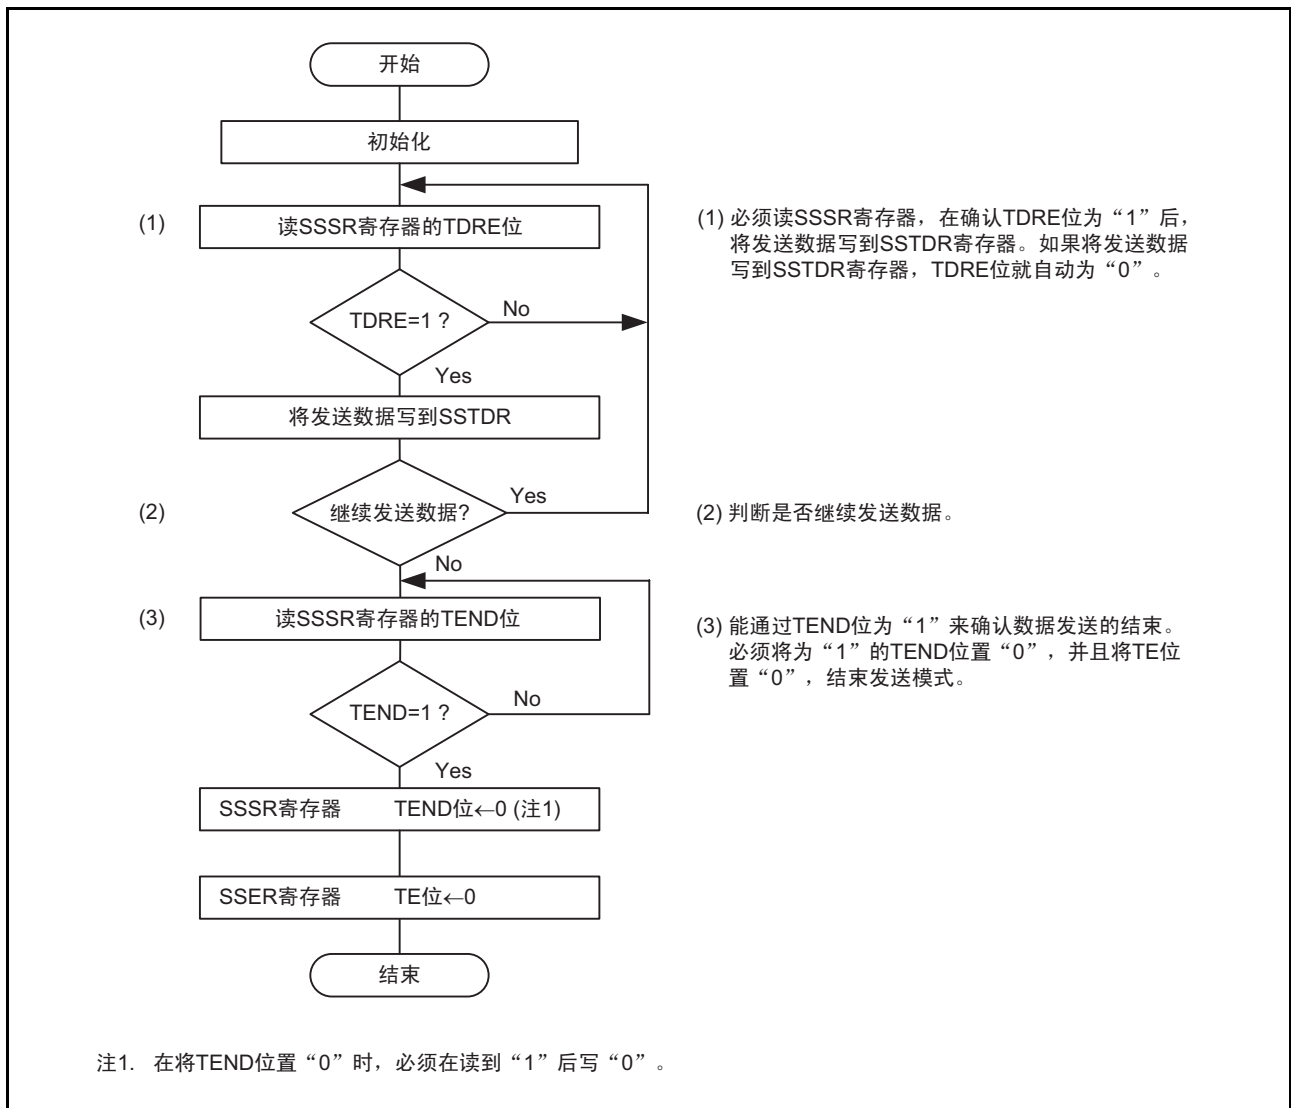 开始
初始化
(1)
读SSSR寄存器的TDRE位
(1) 必须读SSSR寄存器，在确认TDRE位为“1”后，
将发送数据写到SSTDR寄存器。如果将发送数据
写到SSTDR寄存器，TDRE位就自动为“0”。
TDRE=1 ?
No
Yes
将发送数据写到SSTDR
(2)
继续发送数据?
Yes
(2) 判断是否继续发送数据。
No
(3)
读SSSR寄存器的TEND位
(3) 能通过TEND位为“1”来确认数据发送的结束。
必须将为“1”的TEND位置“0”，并且将TE位
置“0”，结束发送模式。
TEND=1 ?
No
Yes
SSSR寄存器 TEND位←0 (注1)
SSER寄存器 TE位←0
结束
注1. 在将TEND位置“0”时，必须在读到“1”后写“0”。